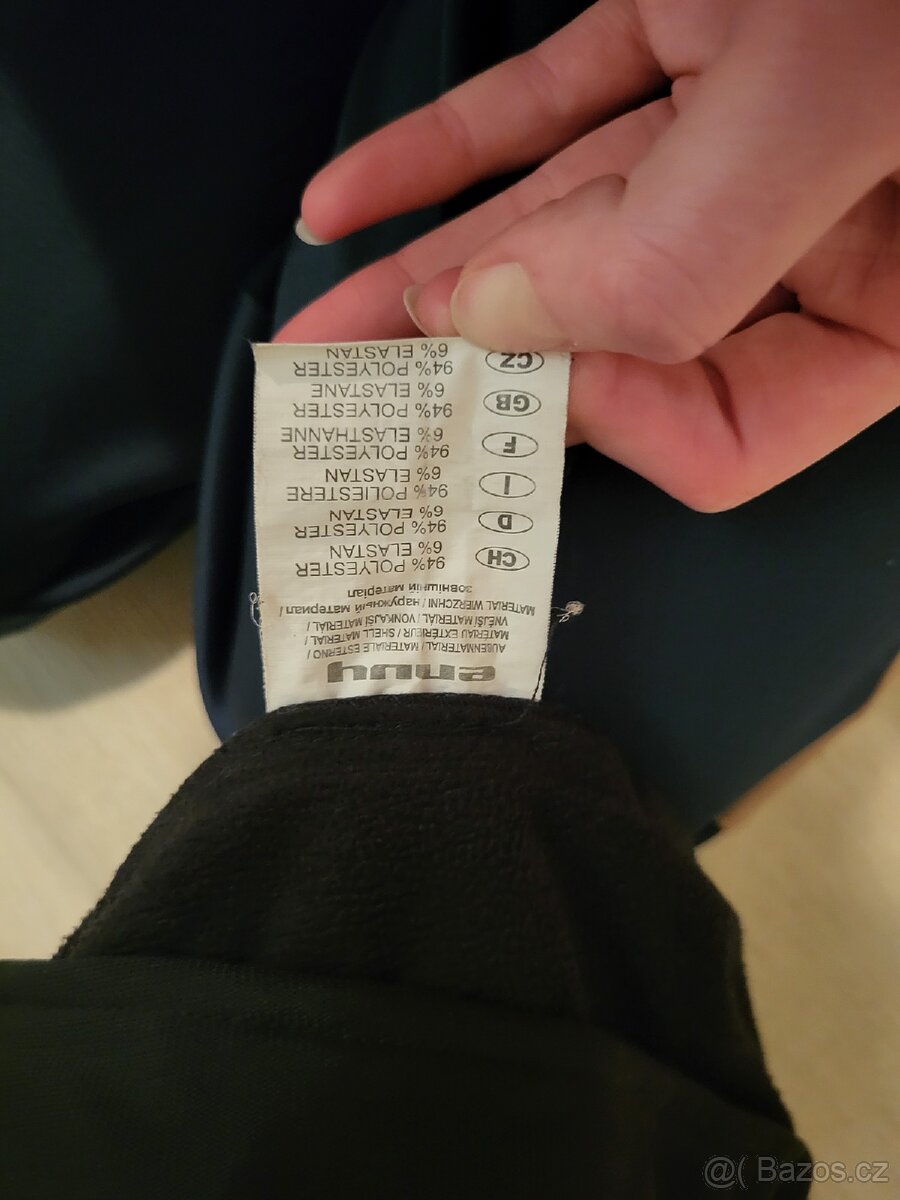 envy
AUßENMATERIAL / MATERIALE ESTERNO /
MATERIAU EXTÉRIEUR / SHELL MATERIAL /
VNĚJŠÍ MATERIÁL / VONKAJŠÍ MATERIÁL /
MATERIAL WIERZCHNI / наружный материал /
зовнішній матеріал
CH 94% POLYESTER
6% ELASTAN
D 94% POLYESTER
6% ELASTAN
I 94% POLIESTERE
6% ELASTAN
F 94% POLYESTER
6% ELASTHANNE
GB 94% POLYESTER
6% ELASTANE
CZ 94% POLYESTER
6% ELASTAN
@( Bazos.cz